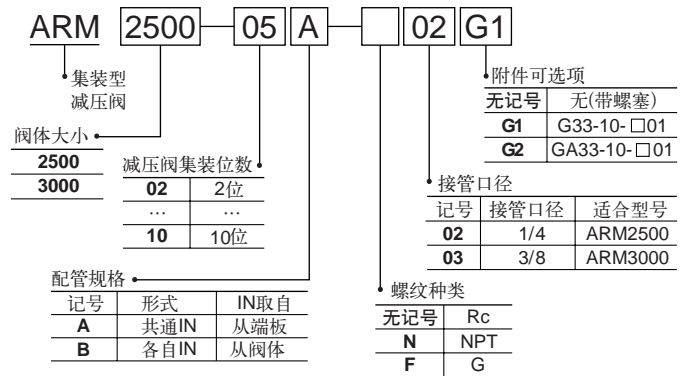 ARM 2500 05 A □ 02 G1
集装型
减压阀
阀体大小
2500
3000
减压阀集装位数
02 2位
… …
10 10位
配管规格
记号 形式 IN取自
A 共通IN 从端板
B 各自IN 从阀体
附件可选项
无记号 无(带螺塞)
G1 G33-10-□01
G2 GA33-10-□01
接管口径
记号 接管口径 适合型号
02 1/4 ARM2500
03 3/8 ARM3000
螺纹种类
无记号 Rc
N NPT
F G